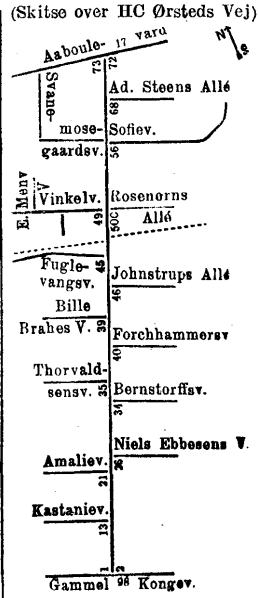 (Skitse over HC Ørsteds Vej)
Aaboule- 17 vard
73 72
N
S
Svane-
mose-
gaardsv.
Ad. Steens Allé
68
Sofiev.
56
E. Menv
V
Vinkelv.
49
Rosenørns
Allé
50C
Fugle-
vangsv.
45
Johnstrups Allé
46
Bille
Brahes V.
39
Forchhammersv
40
Thorvald-
sensv.
35
Bernstorffsv.
34
Niels Ebbesens V.
26
Amaliev.
21
Kastaniev.
13
1 2
Gammel 98 Kongev.